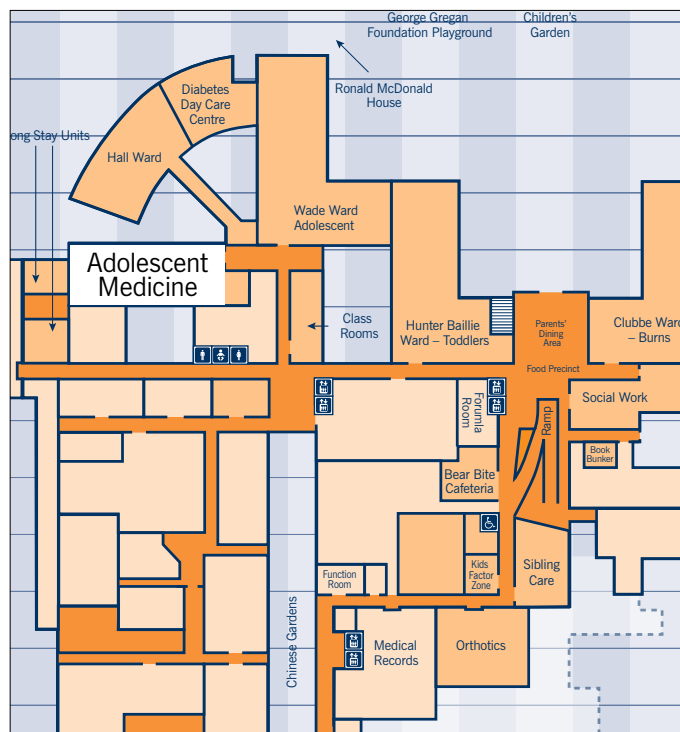 George Gregan
Foundation Playground
Children's
Garden
Ronald McDonald
House
Diabetes
Day Care
Centre
ong Stay Units
Hall Ward
Wade Ward
Adolescent
Adolescent
Medicine
Class
Rooms
Hunter Baillie
Ward – Toddlers
Parents'
Dining
Area
Clubbe Ward
– Burns
Food Precinct
Social Work
Forumla
Room
Ramp
Book
Bunker
Bear Bite
Cafeteria
Function
Room
Kids
Factor
Zone
Sibling
Care
Chinese Gardens
Medical
Records
Orthotics